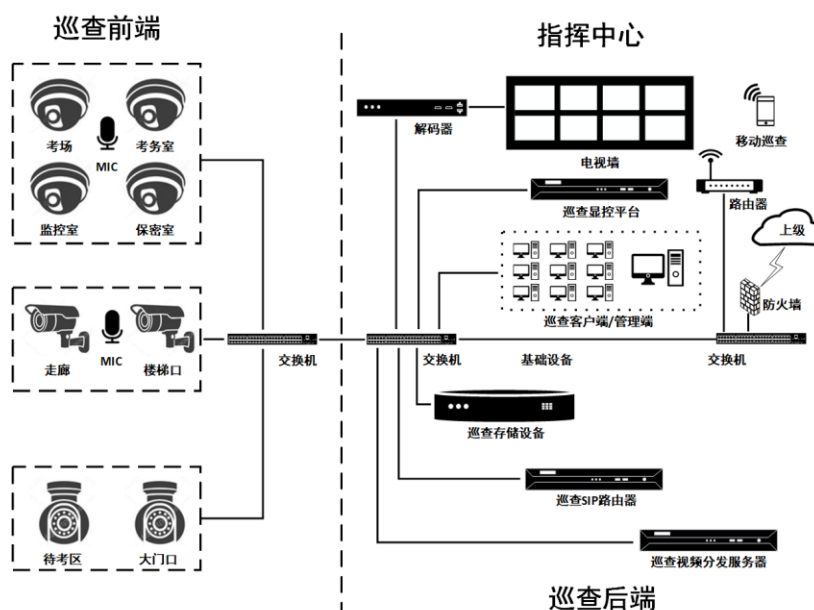 巡查前端
指挥中心
考场
MIC
考务室
监控室
保密室
走廊
MIC
楼梯口
待考区
大门口
交换机
解码器
电视墙
移动巡查
巡查显控平台
路由器
上级
防火墙
巡查客户端/管理端
交换机
基础设备
交换机
巡查存储设备
巡查SIP路由器
巡查视频分发服务器
巡查后端